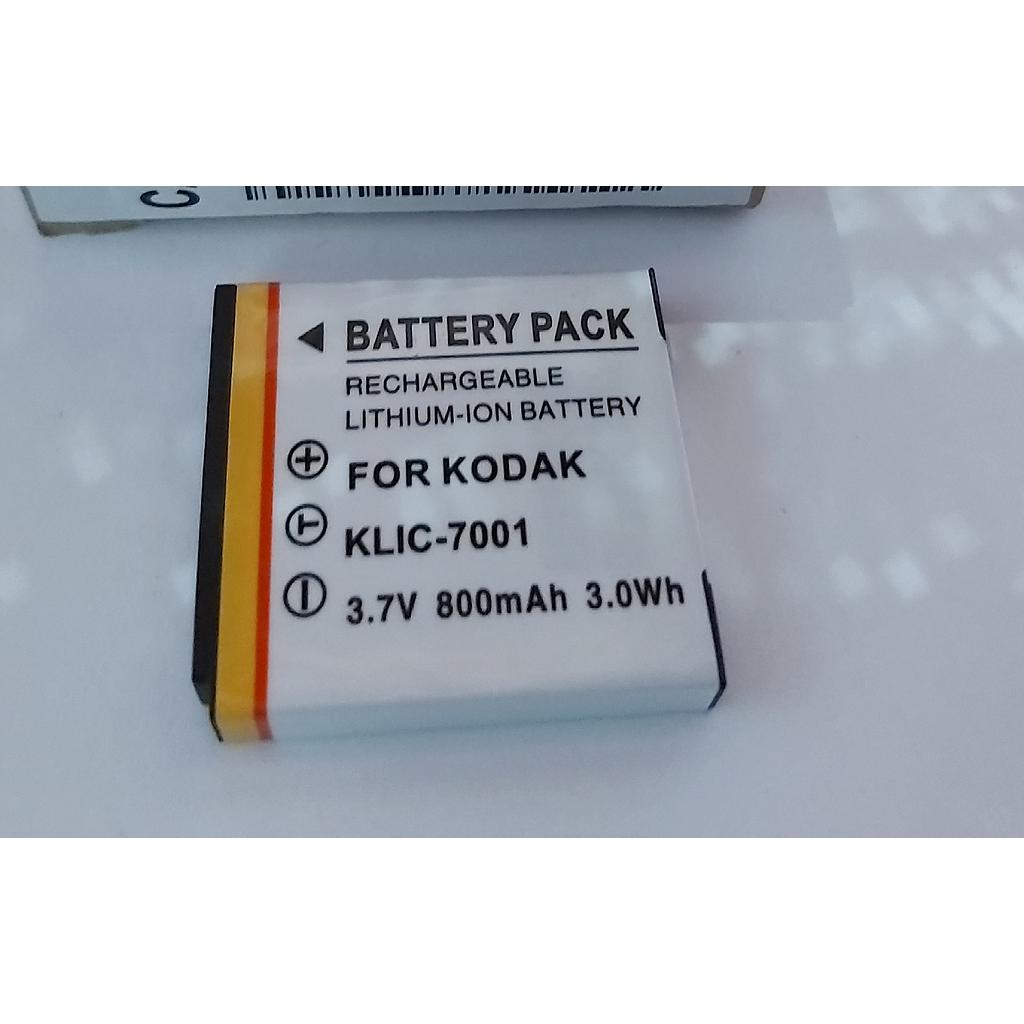 C
BATTERY PACK
RECHARGEABLE
LITHIUM-ION BATTERY
FOR KODAK
KLIC-7001
T
3.7V 800mAh 3.0Wh